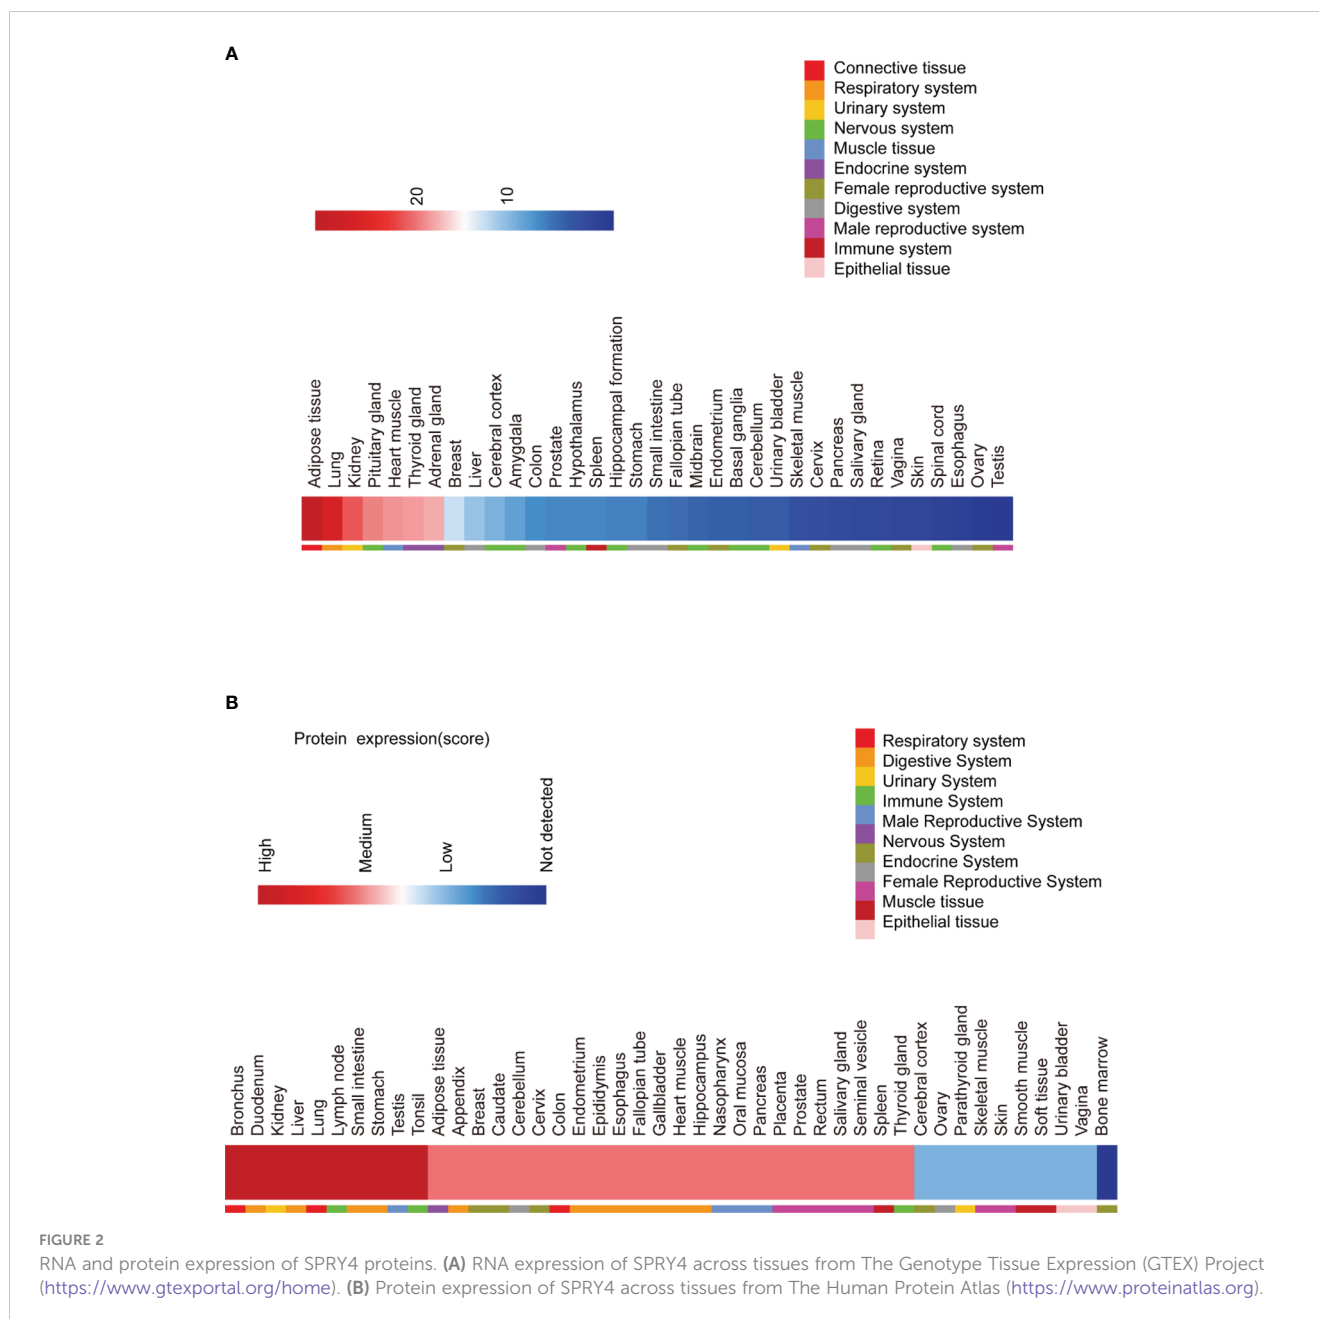 A
Connective tissue
Respiratory system
Urinary system
Nervous system
Muscle tissue
Endocrine system
Female reproductive system
Digestive system
Male reproductive system
Immune system
Epithelial tissue
20
10
Adipose tissue
Lung
Kidney
Pituitary gland
Heart muscle
Thyroid gland
Adrenal gland
Breast
Liver
Cerebral cortex
Amygdala
Colon
Prostate
Hypothalamus
Spleen
Hippocampal formation
Stomach
Small intestine
Fallopian tube
Midbrain
Endometrium
Basal ganglia
Cerebellum
Urinary bladder
Skeletal muscle
Cervix
Pancreas
Salivary gland
Retina
Vagina
Skin
Spinal cord
Esophagus
Ovary
Testis
B
Protein expression(score)
High
Medium
Low
Not detected
Respiratory system
Digestive System
Urinary System
Immune System
Male Reproductive System
Nervous System
Endocrine System
Female Reproductive System
Muscle tissue
Epithelial tissue
Bronchus
Duodenum
Kidney
Liver
Lung
Lymph node
Small intestine
Stomach
Testis
Tonsil
Adipose tissue
Appendix
Breast
Caudate
Cerebellum
Cervix
Colon
Endometrium
Epididymis
Esophagus
Fallopian tube
Gallbladder
Heart muscle
Hippocampus
Nasopharynx
Oral mucosa
Pancreas
Placenta
Prostate
Rectum
Salivary gland
Seminal vesicle
Spleen
Thyroid gland
Cerebral cortex
Ovary
Parathyroid gland
Skeletal muscle
Skin
Smooth muscle
Soft tissue
Urinary bladder
Vagina
Bone marrow
FIGURE 2
RNA and protein expression of SPRY4 proteins. (A) RNA expression of SPRY4 across tissues from The Genotype Tissue Expression (GTEX) Project
(https://www.gtexportal.org/home). (B) Protein expression of SPRY4 across tissues from The Human Protein Atlas (https://www.proteinatlas.org).